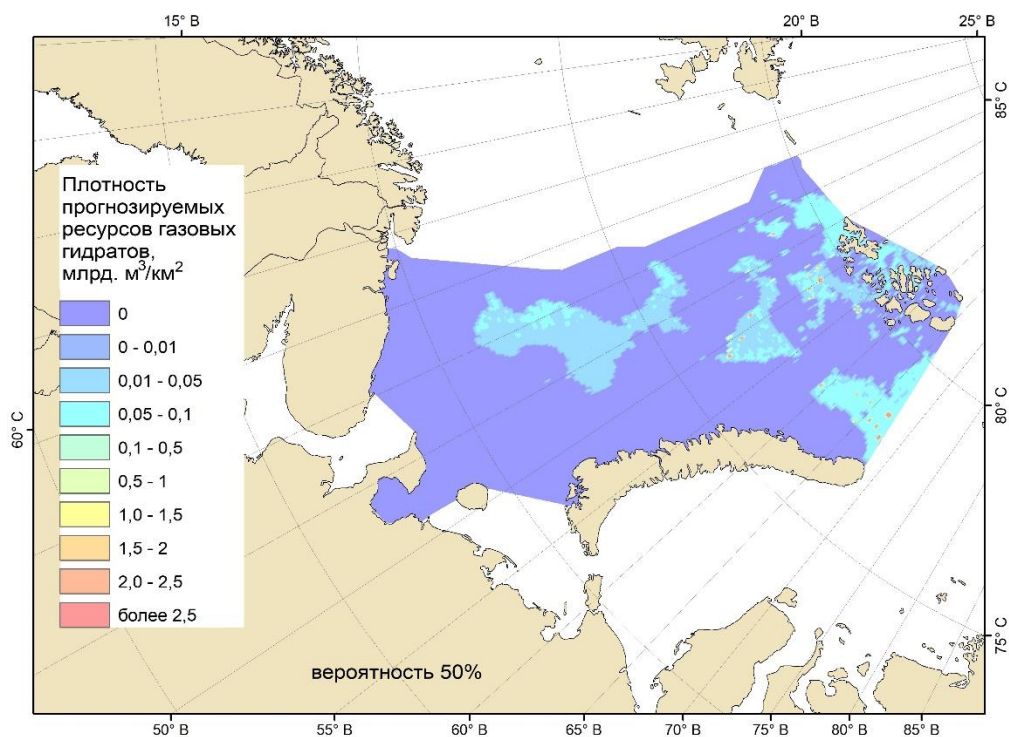 15° В
20° В
25° В
85° С
Плотность
прогнозируемых
ресурсов газовых
гидратов,
млрд. м³/км²
0
0 - 0,01
0,01 - 0,05
0,05 - 0,1
0,1 - 0,5
0,5 - 1
1,0 - 1,5
1,5 - 2
2,0 - 2,5
более 2,5
60° С
80° С
75° С
вероятность 50%
50° В
55° В
60° В
65° В
70° В
75° В
80° В
85° В